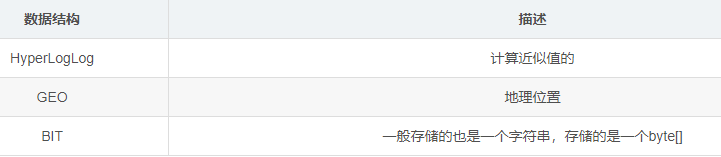 数据结构 描述
HyperLogLog 计算近似值的
GEO 地理位置
BIT 一般存储的也是一个字符串，存储的是一个byte[]